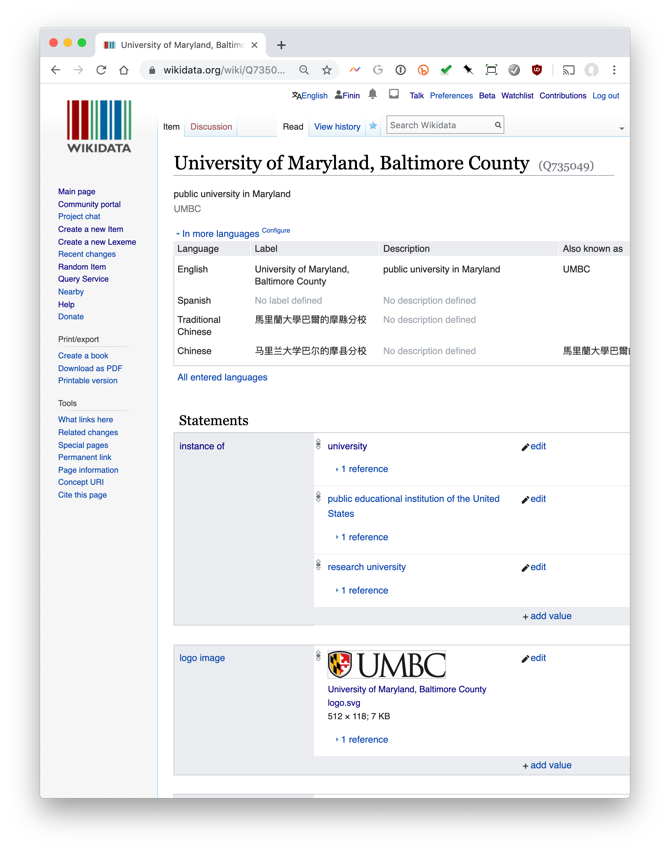 University of Maryland, Baltim
wikidata.org/wiki/Q7350...
English Finin Talk Preferences Beta Watchlist Contributions Log out
WIKIDATA
Item Discussion Read View history Search Wikidata
University of Maryland, Baltimore County (Q735049)
public university in Maryland
UMBC
In more languages Configure
Language Label Description Also known as
English University of Maryland, public university in Maryland UMBC
Baltimore County
Spanish No label defined No description defined
Traditional 馬里蘭大學巴爾的摩縣分校 No description defined
Chinese
Chinese 马里兰大学巴尔的摩县分校 No description defined 馬里蘭大學巴爾的
All entered languages
Main page
Community portal
Project chat
Create a new Item
Create a new Lexeme
Recent changes
Random Item
Query Service
Nearby
Help
Donate
Print/export
Create a book
Download as PDF
Printable version
Tools
What links here
Related changes
Special pages
Permanent link
Page information
Concept URI
Cite this page
Statements
instance of university edit
1 reference
public educational institution of the United edit
States
1 reference
research university edit
1 reference
+ add value
logo image UMBC edit
University of Maryland, Baltimore County
logo.svg
512 × 118; 7 KB
1 reference
+ add value